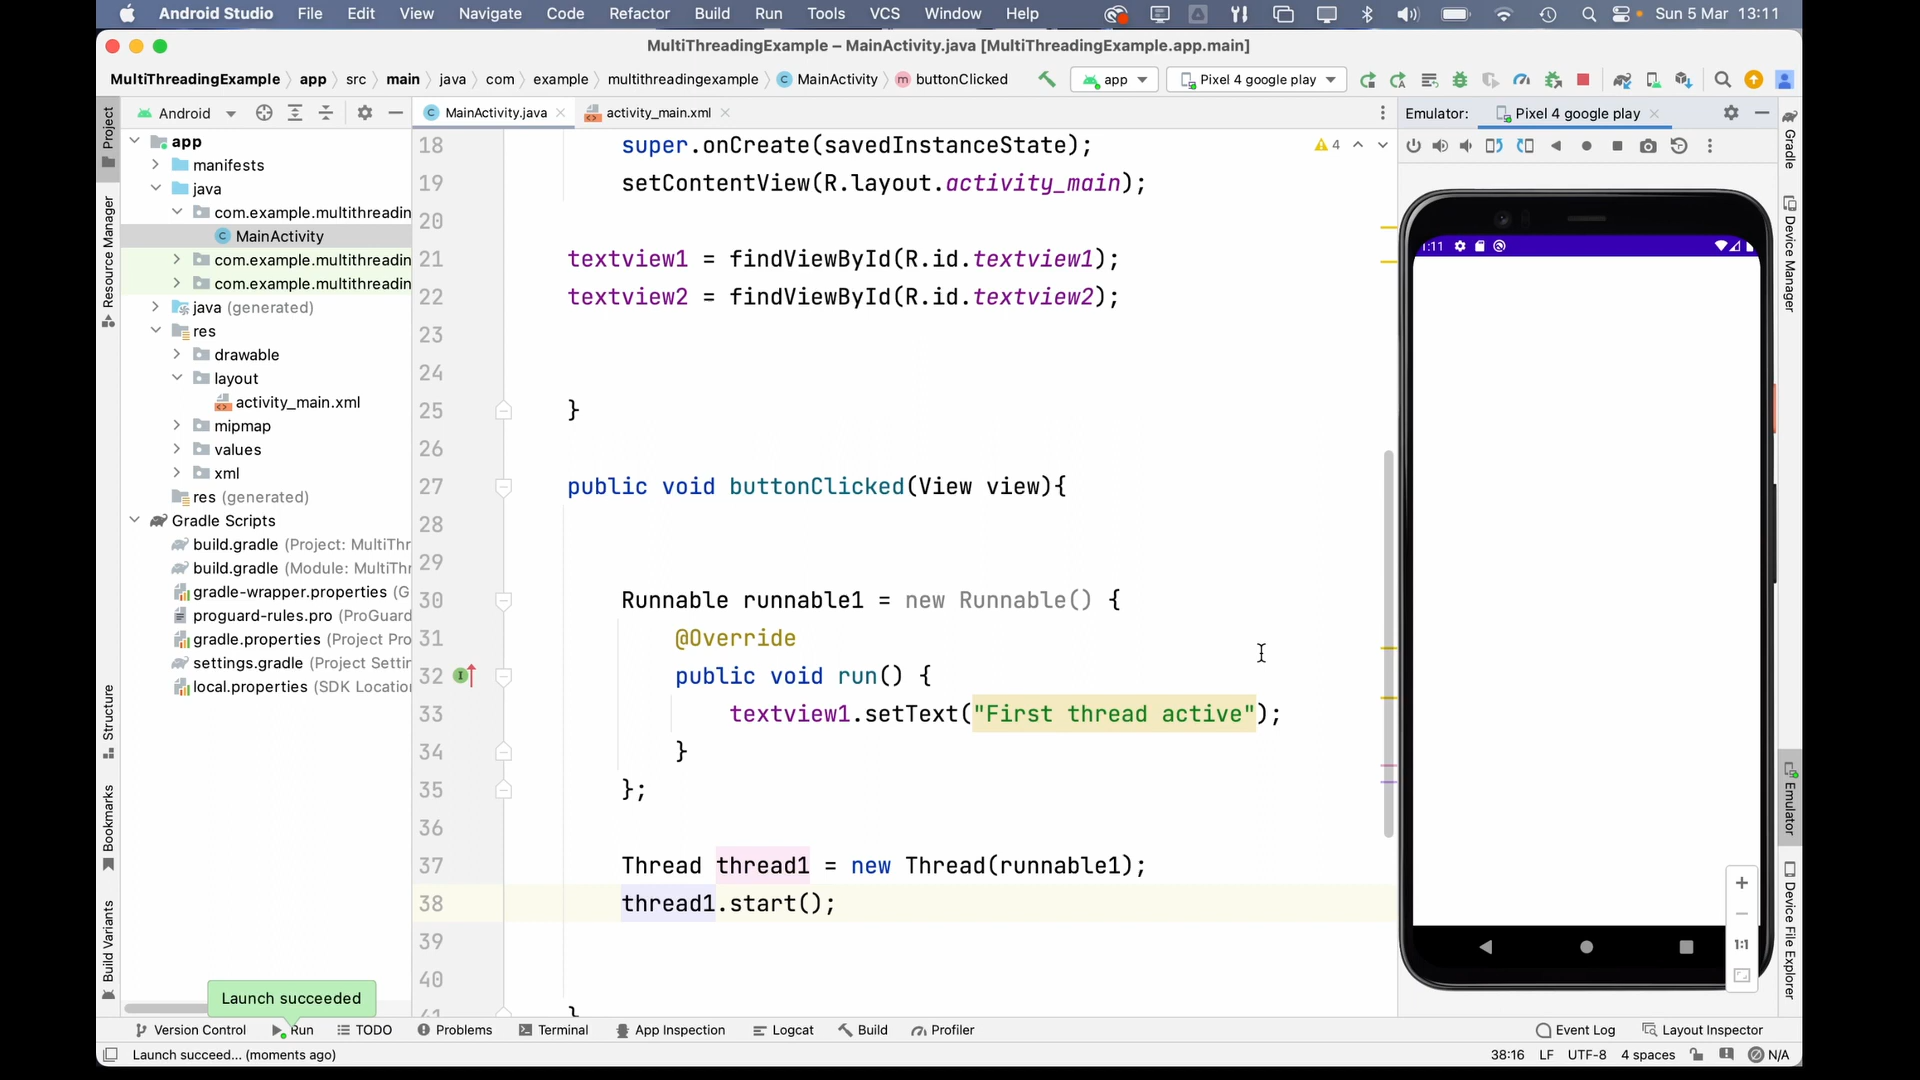 Android Studio File Edit View Navigate Code Refactor Build Run Tools VCS Window Help Sun 5 Mar 13:11
MultiThreadingExample – MainActivity.java [MultiThreadingExample.app.main]
MultiThreadingExample app src main java com example multithreadingexample MainActivity buttonClicked app Pixel 4 google play
Android MainActivity.java activity_main.xml Emulator: Pixel 4 google play
Project
Resource Manager
Structure
Bookmarks
Build Variants
app
manifests
java
com.example.multithreadin
MainActivity
com.example.multithreadin
com.example.multithreadin
java (generated)
res
drawable
layout
activity_main.xml
mipmap
values
xml
res (generated)
Gradle Scripts
build.gradle (Project: MultiThr
build.gradle (Module: MultiThr
gradle-wrapper.properties (G
proguard-rules.pro (ProGuard
gradle.properties (Project Pro
settings.gradle (Project Settir
local.properties (SDK Locatior
4
18 super.onCreate(savedInstanceState);
19 setContentView(R.layout.activity_main);
20
21 textview1 = findViewById(R.id.textview1);
22 textview2 = findViewById(R.id.textview2);
23
24
25 }
26
27 public void buttonClicked(View view){
28
29
30 Runnable runnable1 = new Runnable() {
31 @Override
32 public void run() {
33 textview1.setText("First thread active");
34 }
35 };
36
37 Thread thread1 = new Thread(runnable1);
38 thread1.start();
39
40
41 }
1:11
1:1
Gradle
Device Manager
Emulator
Device File Explorer
Launch succeeded
Version Control Run TODO Problems Terminal App Inspection Logcat Build Profiler Event Log Layout Inspector
Launch succeed... (moments ago) 38:16 LF UTF-8 4 spaces N/A